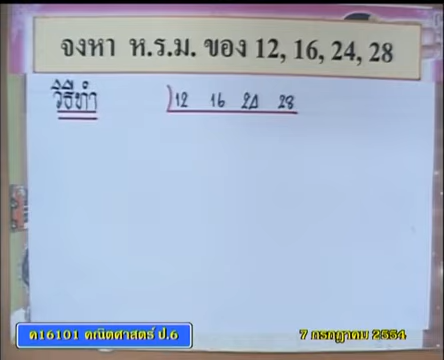 จงหา ห.ร.ม. ของ 12, 16, 24, 28
วิธีทำ )12 16 24 28
ค16101 คณิตศาสตร์ ป.6
7 กรกฎาคม 2554